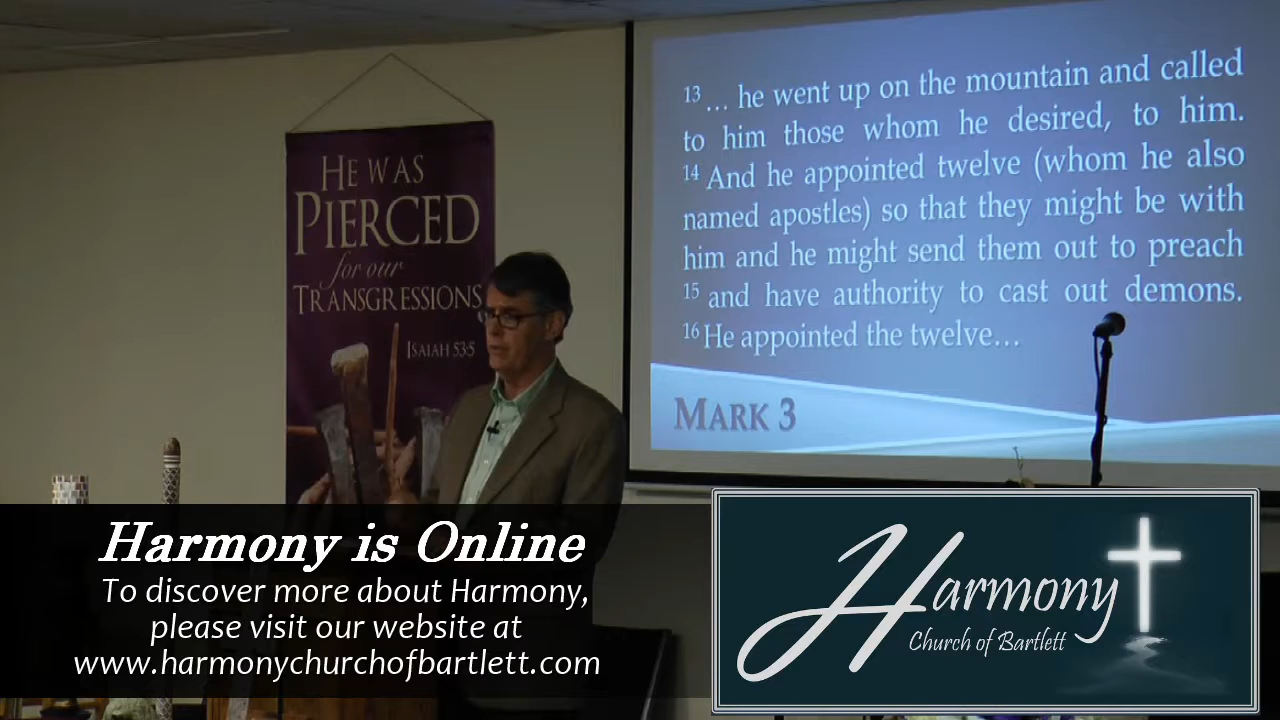 HE WAS
PIERCED
for our
TRANSGRESSIONS
ISAIAH 53:5
13 ... he went up on the mountain and called
to him those whom he desired, to him.
14 And he appointed twelve (whom he also
named apostles) so that they might be with
him and he might send them out to preach
15 and have authority to cast out demons.
16 He appointed the twelve...
MARK 3
Harmony is Online
To discover more about Harmony,
please visit our website at
www.harmonychurchofbartlett.com
Harmony
Church of Bartlett